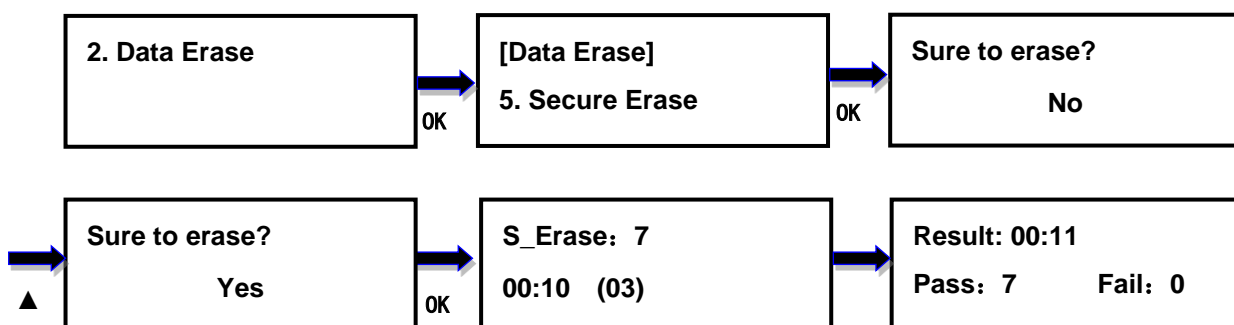 2. Data Erase
OK
[Data Erase]
5. Secure Erase
OK
Sure to erase?
No
▲
Sure to erase?
Yes
OK
S_Erase：7
00:10 (03)
Result: 00:11
Pass：7 Fail：0